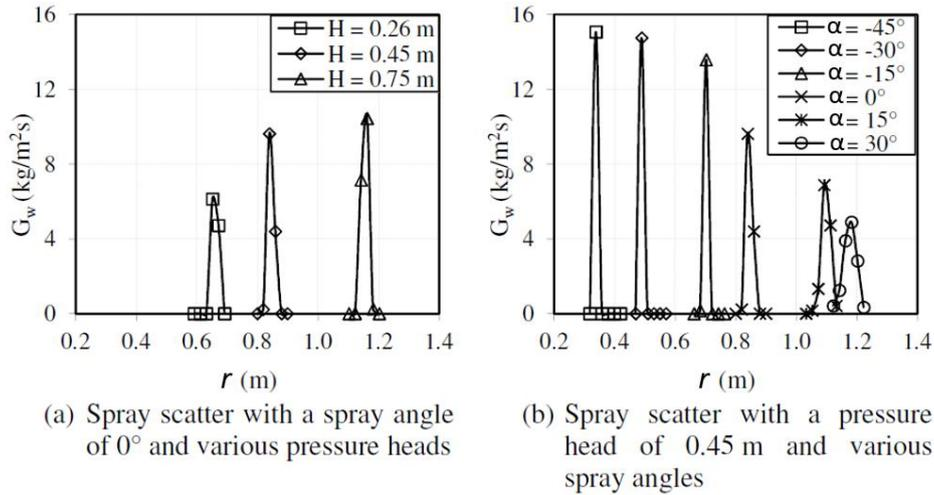 16
12
8
4
0
G_w (kg/m²s)
H = 0.26 m
H = 0.45 m
H = 0.75 m
0.2 0.4 0.6 0.8 1.0 1.2 1.4
r (m)
(a) Spray scatter with a spray angle
of 0° and various pressure heads
16
12
8
4
0
G_w (kg/m²s)
α = -45°
α = -30°
α = -15°
α = 0°
α = 15°
α = 30°
0.2 0.4 0.6 0.8 1.0 1.2 1.4
r (m)
(b) Spray scatter with a pressure
head of 0.45 m and various
spray angles